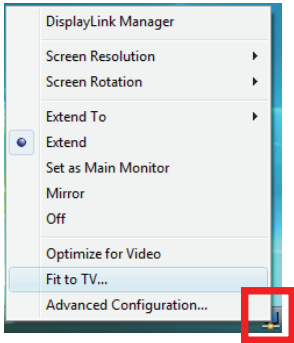 DisplayLink Manager
Screen Resolution
Screen Rotation
Extend To
Extend
Set as Main Monitor
Mirror
Off
Optimize for Video
Fit to TV...
Advanced Configuration...